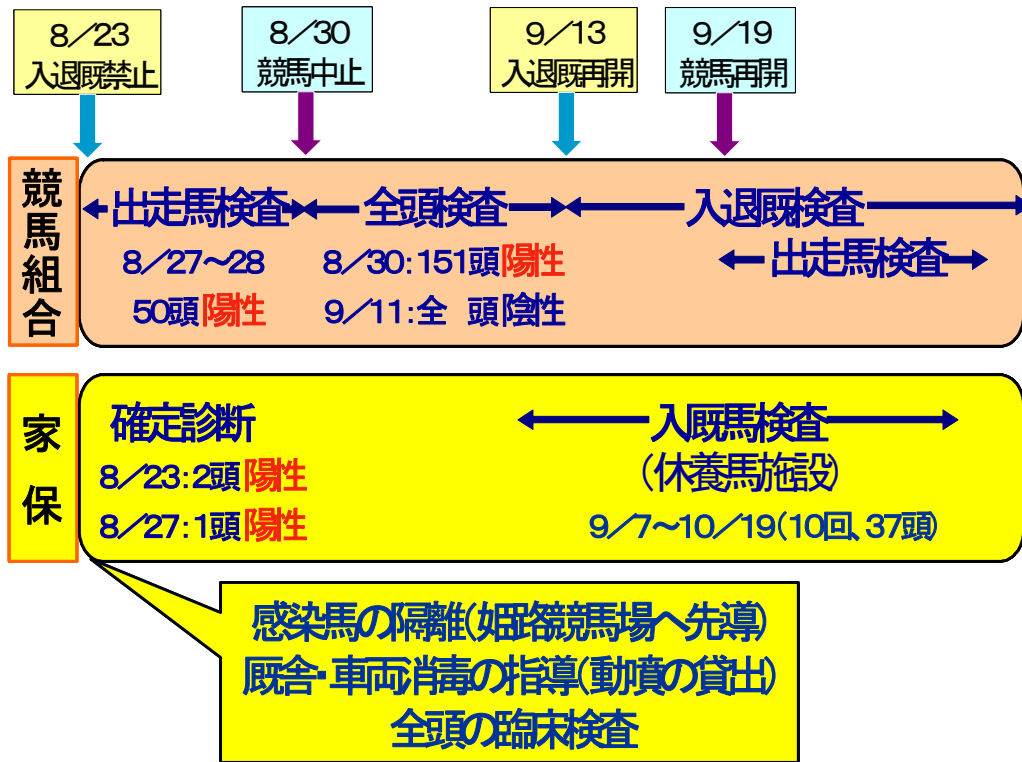 8／23
入退厩禁止
8／30
競馬中止
9／13
入退厩再開
9／19
競馬再開
競馬組合
出走馬検査
全頭検査
入退厩検査
8／27～28
8／30：151頭陽性
出走馬検査
50頭陽性
9／11：全　頭陰性
家保
確定診断
入厩馬検査
8／23：2頭陽性
（休養馬施設）
8／27：1頭陽性
9／7～10／19（10回、37頭）
感染馬の隔離（姫路競馬場へ先導）
厩舎・車両消毒の指導（動噴の貸出）
全頭の臨床検査